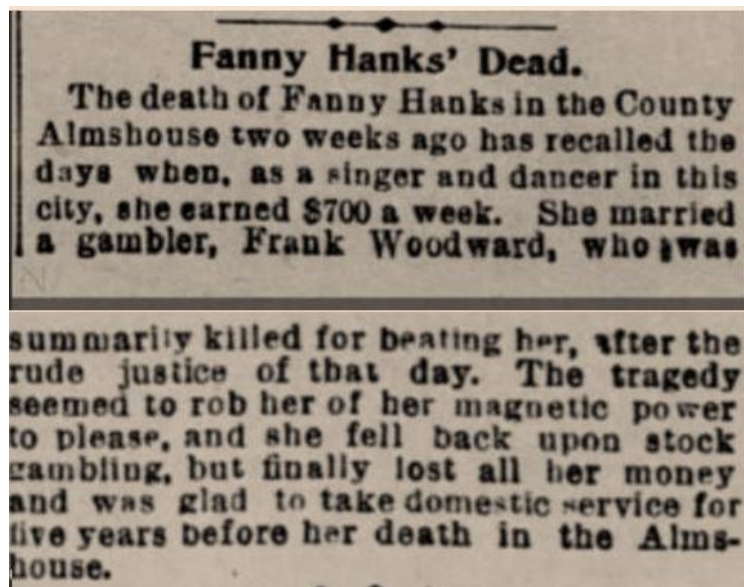 Fanny Hanks' Dead.
The death of Fanny Hanks in the County
Almshouse two weeks ago has recalled the
days when, as a singer and dancer in this
city, she earned $700 a week. She married
a gambler, Frank Woodward, who was
summarily killed for beating her, after the
rude justice of that day. The tragedy
seemed to rob her of her magnetic power
to please, and she fell back upon stock
gambling, but finally lost all her money
and was glad to take domestic service for
five years before her death in the Alms-
house.